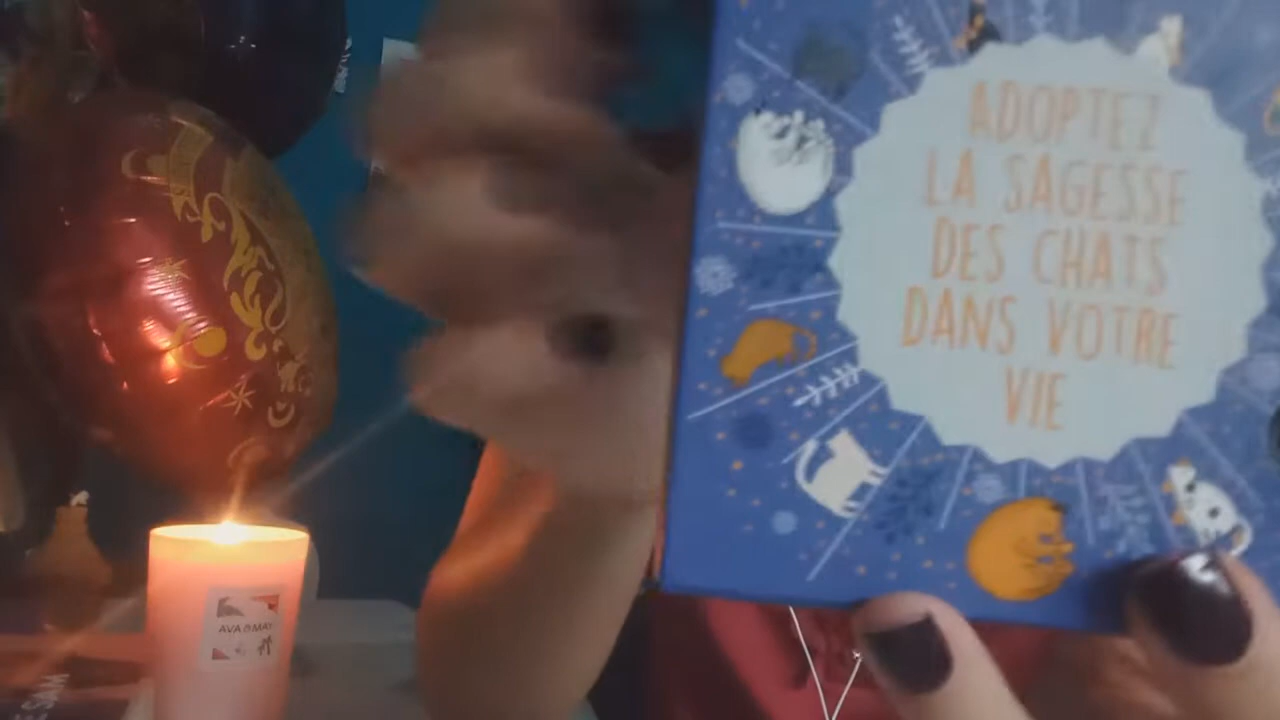 ADOPTEZ
LA SAGESSE
DES CHATS
DANS VOTRE
VIE
AVA & MAY